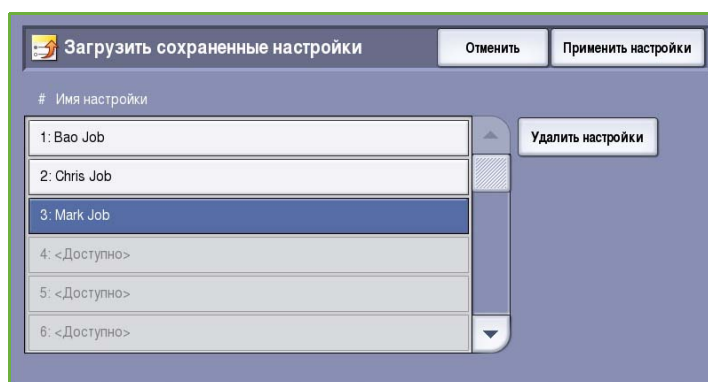 Загрузить сохраненные настройки
Отменить
Применить настройки
# Имя настройки
1: Bao Job
Удалить настройки
2: Chris Job
3: Mark Job
4: <Доступно>
5: <Доступно>
6: <Доступно>